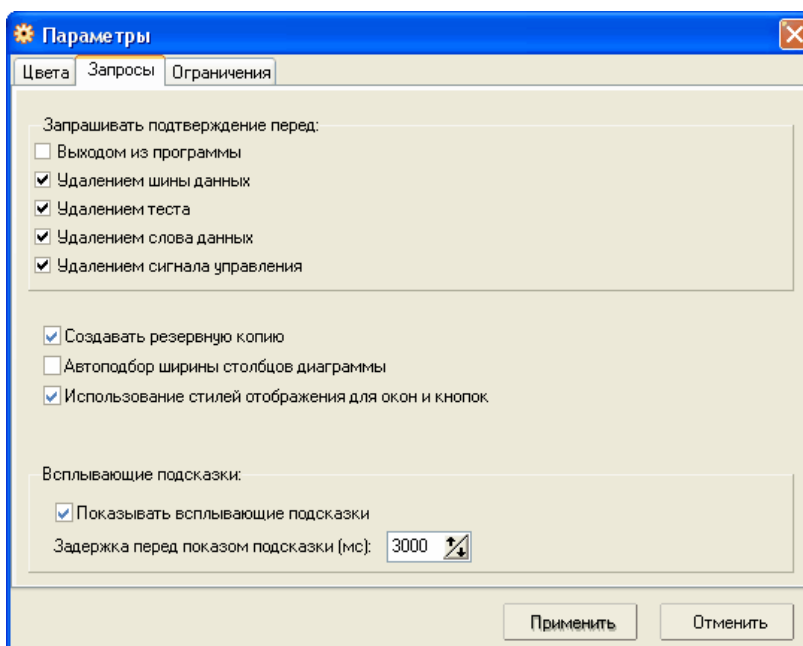 Параметры
Цвета Запросы Ограничения
Запрашивать подтверждение перед:
Выходом из программы
Удалением шины данных
Удалением теста
Удалением слова данных
Удалением сигнала управления
Создавать резервную копию
Автоподбор ширины столбцов диаграммы
Использование стилей отображения для окон и кнопок
Всплывающие подсказки:
Показывать всплывающие подсказки
Задержка перед показом подсказки (мс): 3000
Применить Отменить